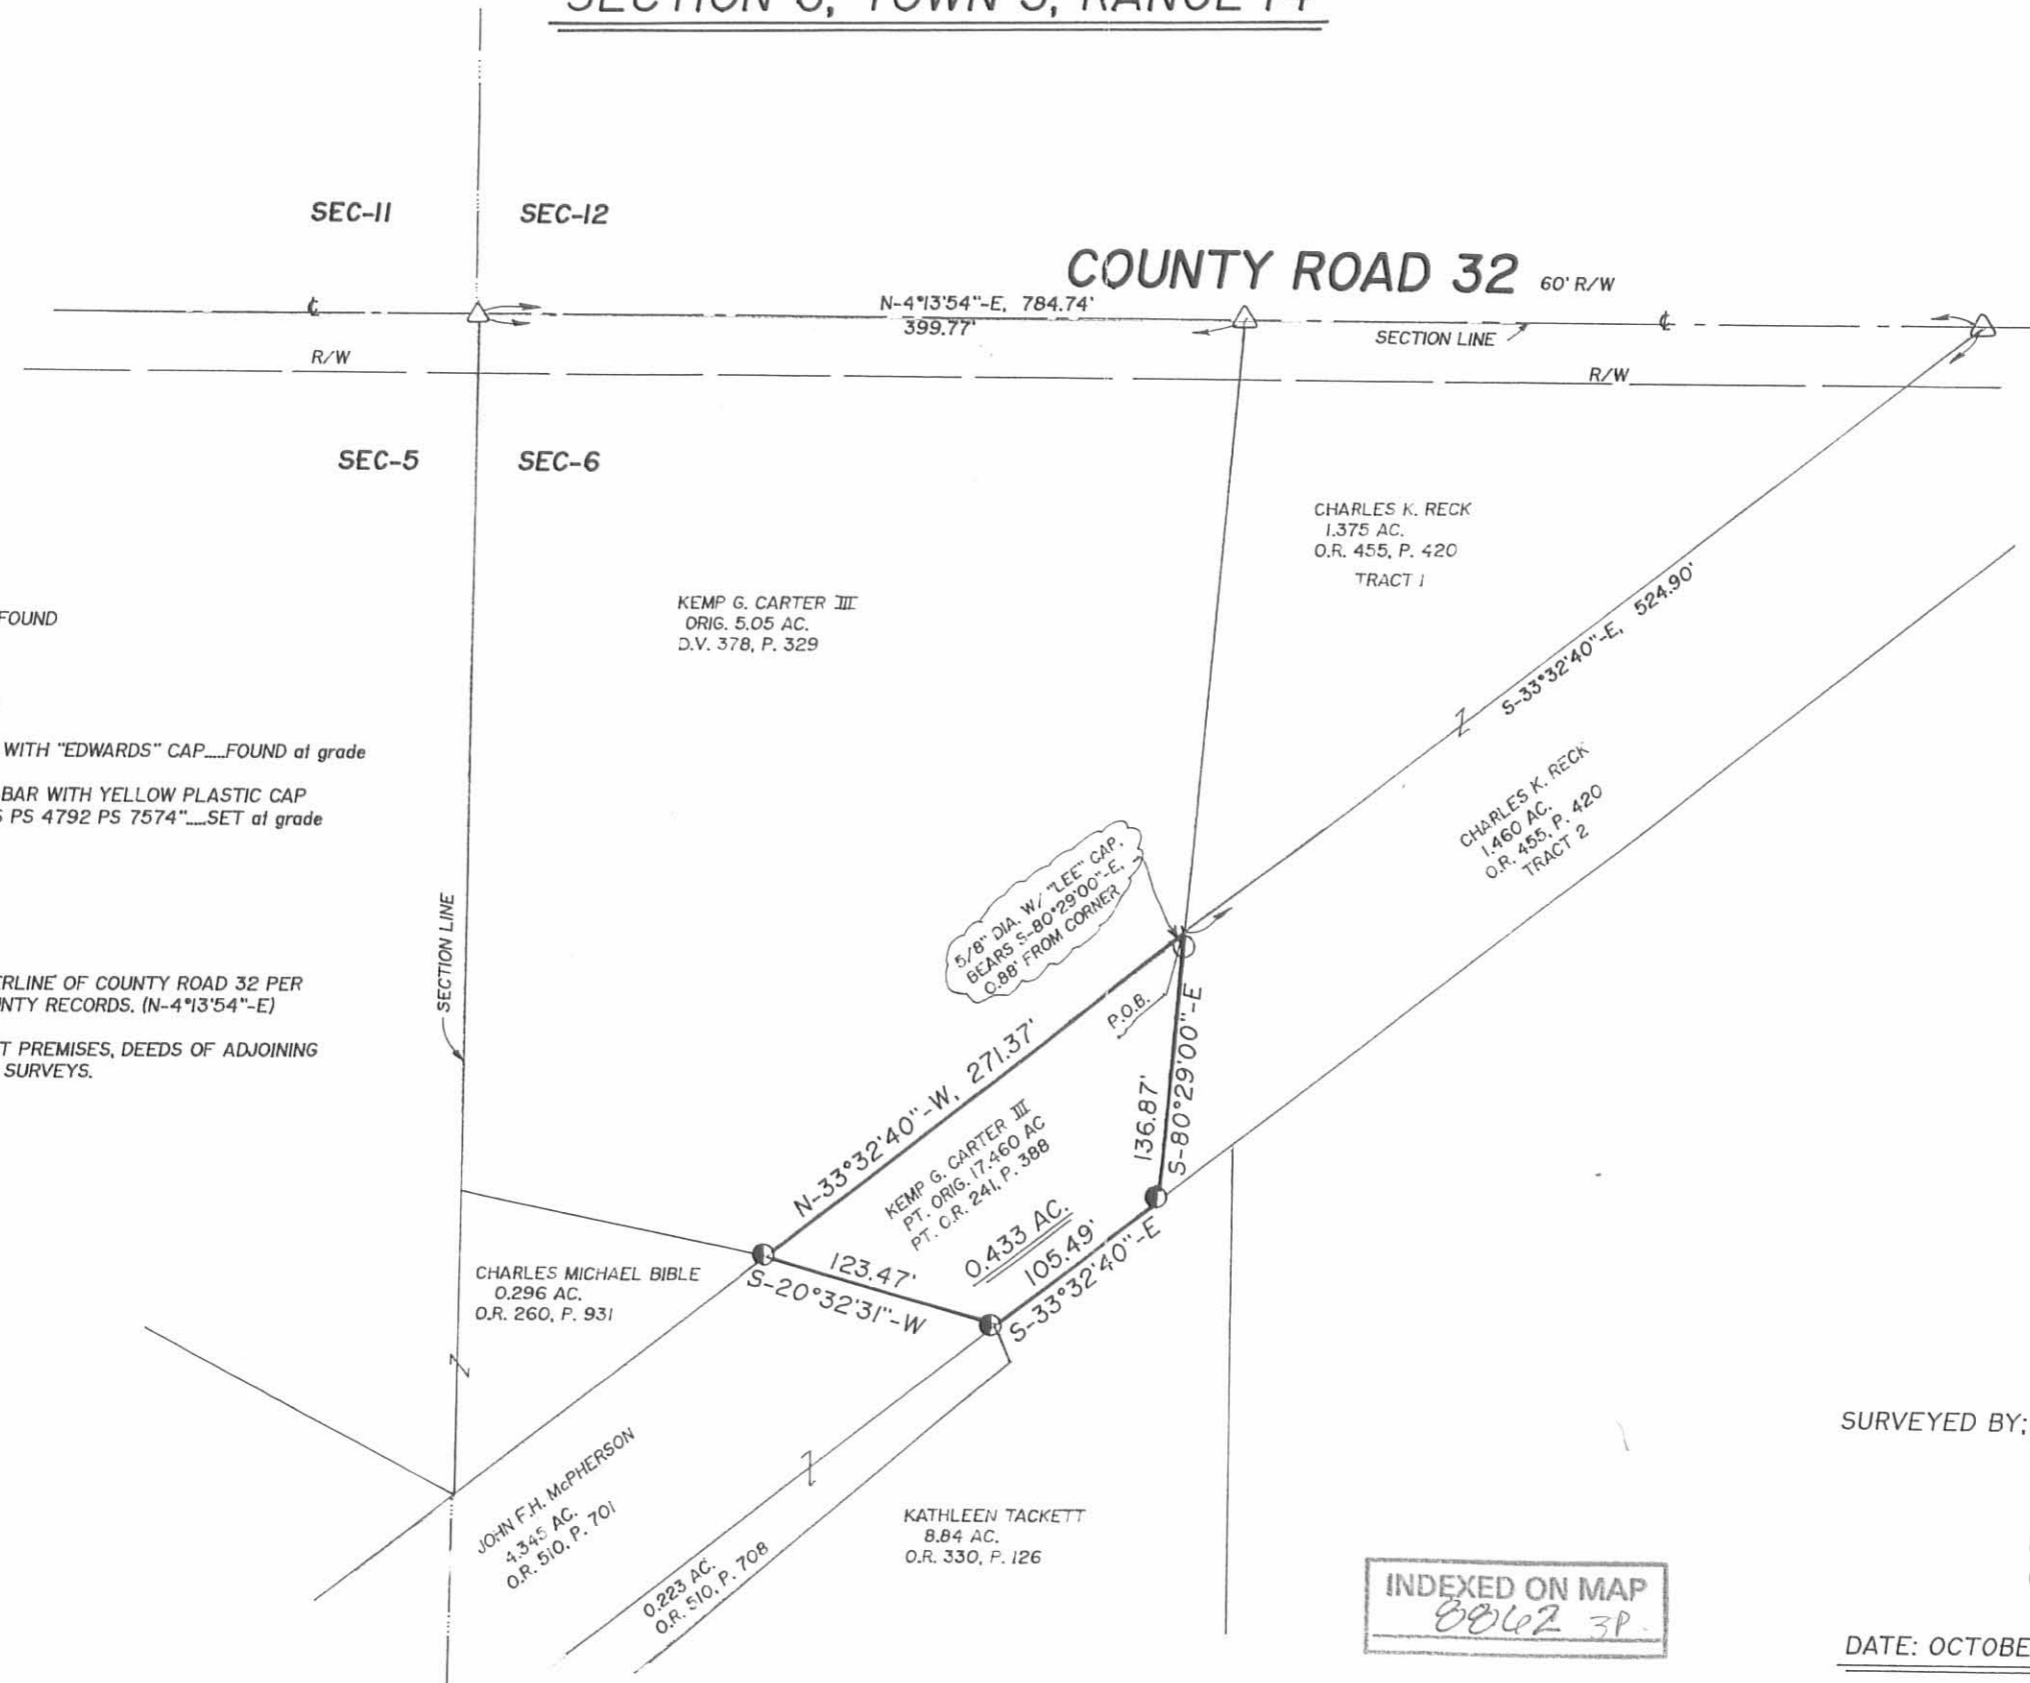 SECTION 6, TOWN 3, RANGE 14
SEC-11
SEC-12
COUNTY ROAD 32
60' R/W
N-4°13'54"-E, 784.74'
399.77'
SECTION LINE
R/W
R/W
SEC-5
SEC-6
CHARLES K. RECK
1.375 AC.
O.R. 455, P. 420
TRACT 1
KEMP G. CARTER III
ORIG. 5.05 AC.
D.V. 378, P. 329
FOUND
S-33°32'40"-E, 524.90'
WITH "EDWARDS" CAP....FOUND at grade
BAR WITH YELLOW PLASTIC CAP
S PS 4792 PS 7574"....SET at grade
CHARLES K. RECK
1.460 AC.
O.R. 455, P. 420
TRACT 2
5/8" DIA. W/ "LEE" CAP,
BEARS S-80°29'00"-E,
0.88' FROM CORNER
SECTION LINE
ERLINE OF COUNTY ROAD 32 PER
NTY RECORDS. (N-4°13'54"-E)
T PREMISES, DEEDS OF ADJOINING
SURVEYS.
P.O.B.
N-33°32'40"-W, 271.37'
136.87'
S-80°29'00"-E
KEMP G. CARTER III
PT. ORIG. 17.460 AC
PT. O.R. 241, P. 388
0.433 AC.
105.49'
S-33°32'40"-E
123.47'
S-20°32'31"-W
CHARLES MICHAEL BIBLE
0.296 AC.
O.R. 260, P. 931
JOHN F.H. McPHERSON
4.345 AC.
O.R. 510, P. 701
0.223 AC.
O.R. 510, P. 708
KATHLEEN TACKETT
8.84 AC.
O.R. 330, P. 126
SURVEYED BY;
INDEXED ON MAP
8862 3P.
DATE: OCTOBE